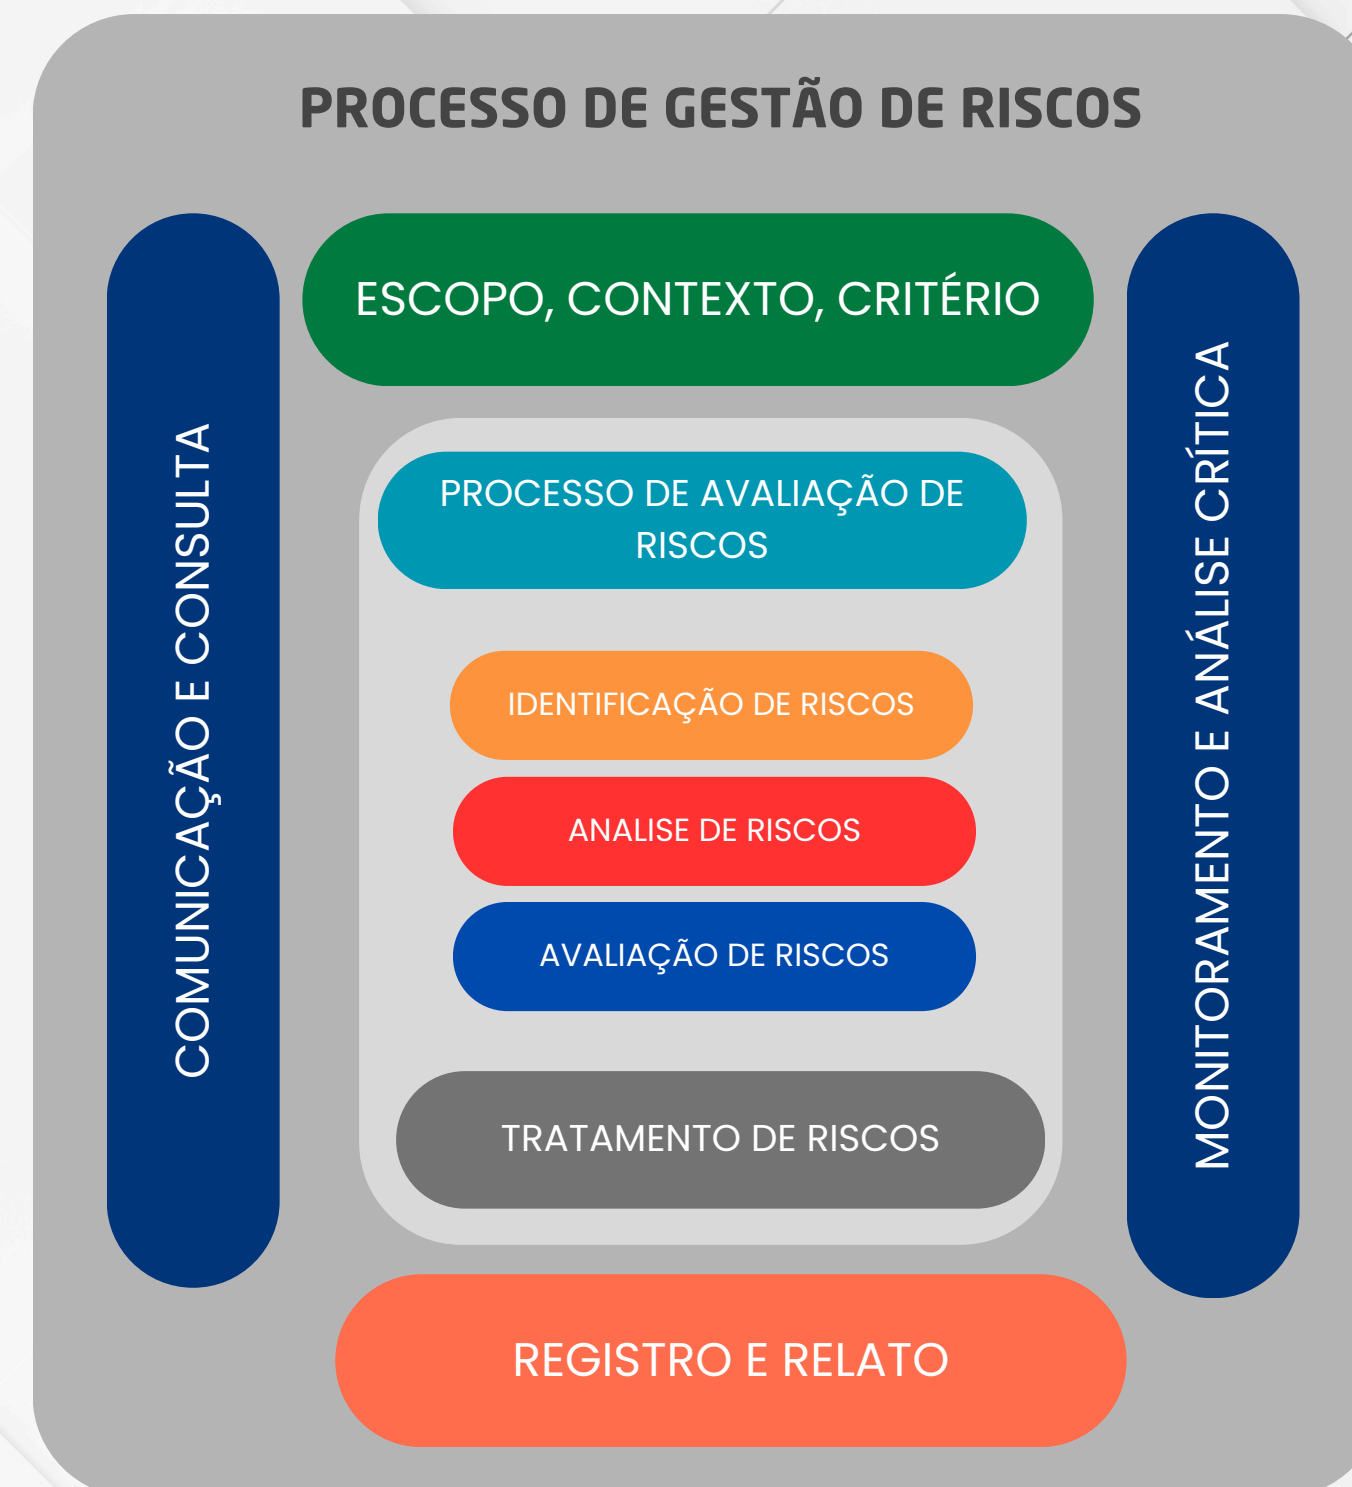 PROCESSO DE GESTÃO DE RISCOS
COMUNICAÇÃO E CONSULTA
ESCOPO, CONTEXTO, CRITÉRIO
PROCESSO DE AVALIAÇÃO DE
RISCOS
IDENTIFICAÇÃO DE RISCOS
ANALISE DE RISCOS
AVALIAÇÃO DE RISCOS
TRATAMENTO DE RISCOS
REGISTRO E RELATO
MONITORAMENTO E ANÁLISE CRÍTICA